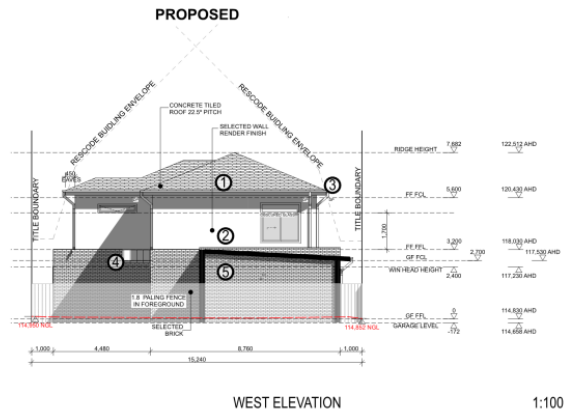 PROPOSED
RESCODE BUIDLING ENVELOPE
RESCODE BUIDLING ENVELOPE
CONCRETE TILED
ROOF 22.5° PITCH
SELECTED WALL
RENDER FINISH
RIDGE HEIGHT 7,682 122,512 AHD
450
EAVES
1
3
FF FCL 5,600 120,430 AHD
TITLE BOUNDARY
TITLE BOUNDARY
1,700
2
FF FFL 3,200 118,030 AHD
GF FCL 2,700 117,530 AHD
4
5
WIN HEAD HEIGHT 2,400 117,230 AHD
1.8 PALING FENCE
IN FOREGROUND
SELECTED
BRICK
GF FFL 0 114,830 AHD
GARAGE LEVEL -172 114,658 AHD
114,850 NGL
114,892 NGL
1,000 4,480 8,760 1,000
15,240
WEST ELEVATION 1:100